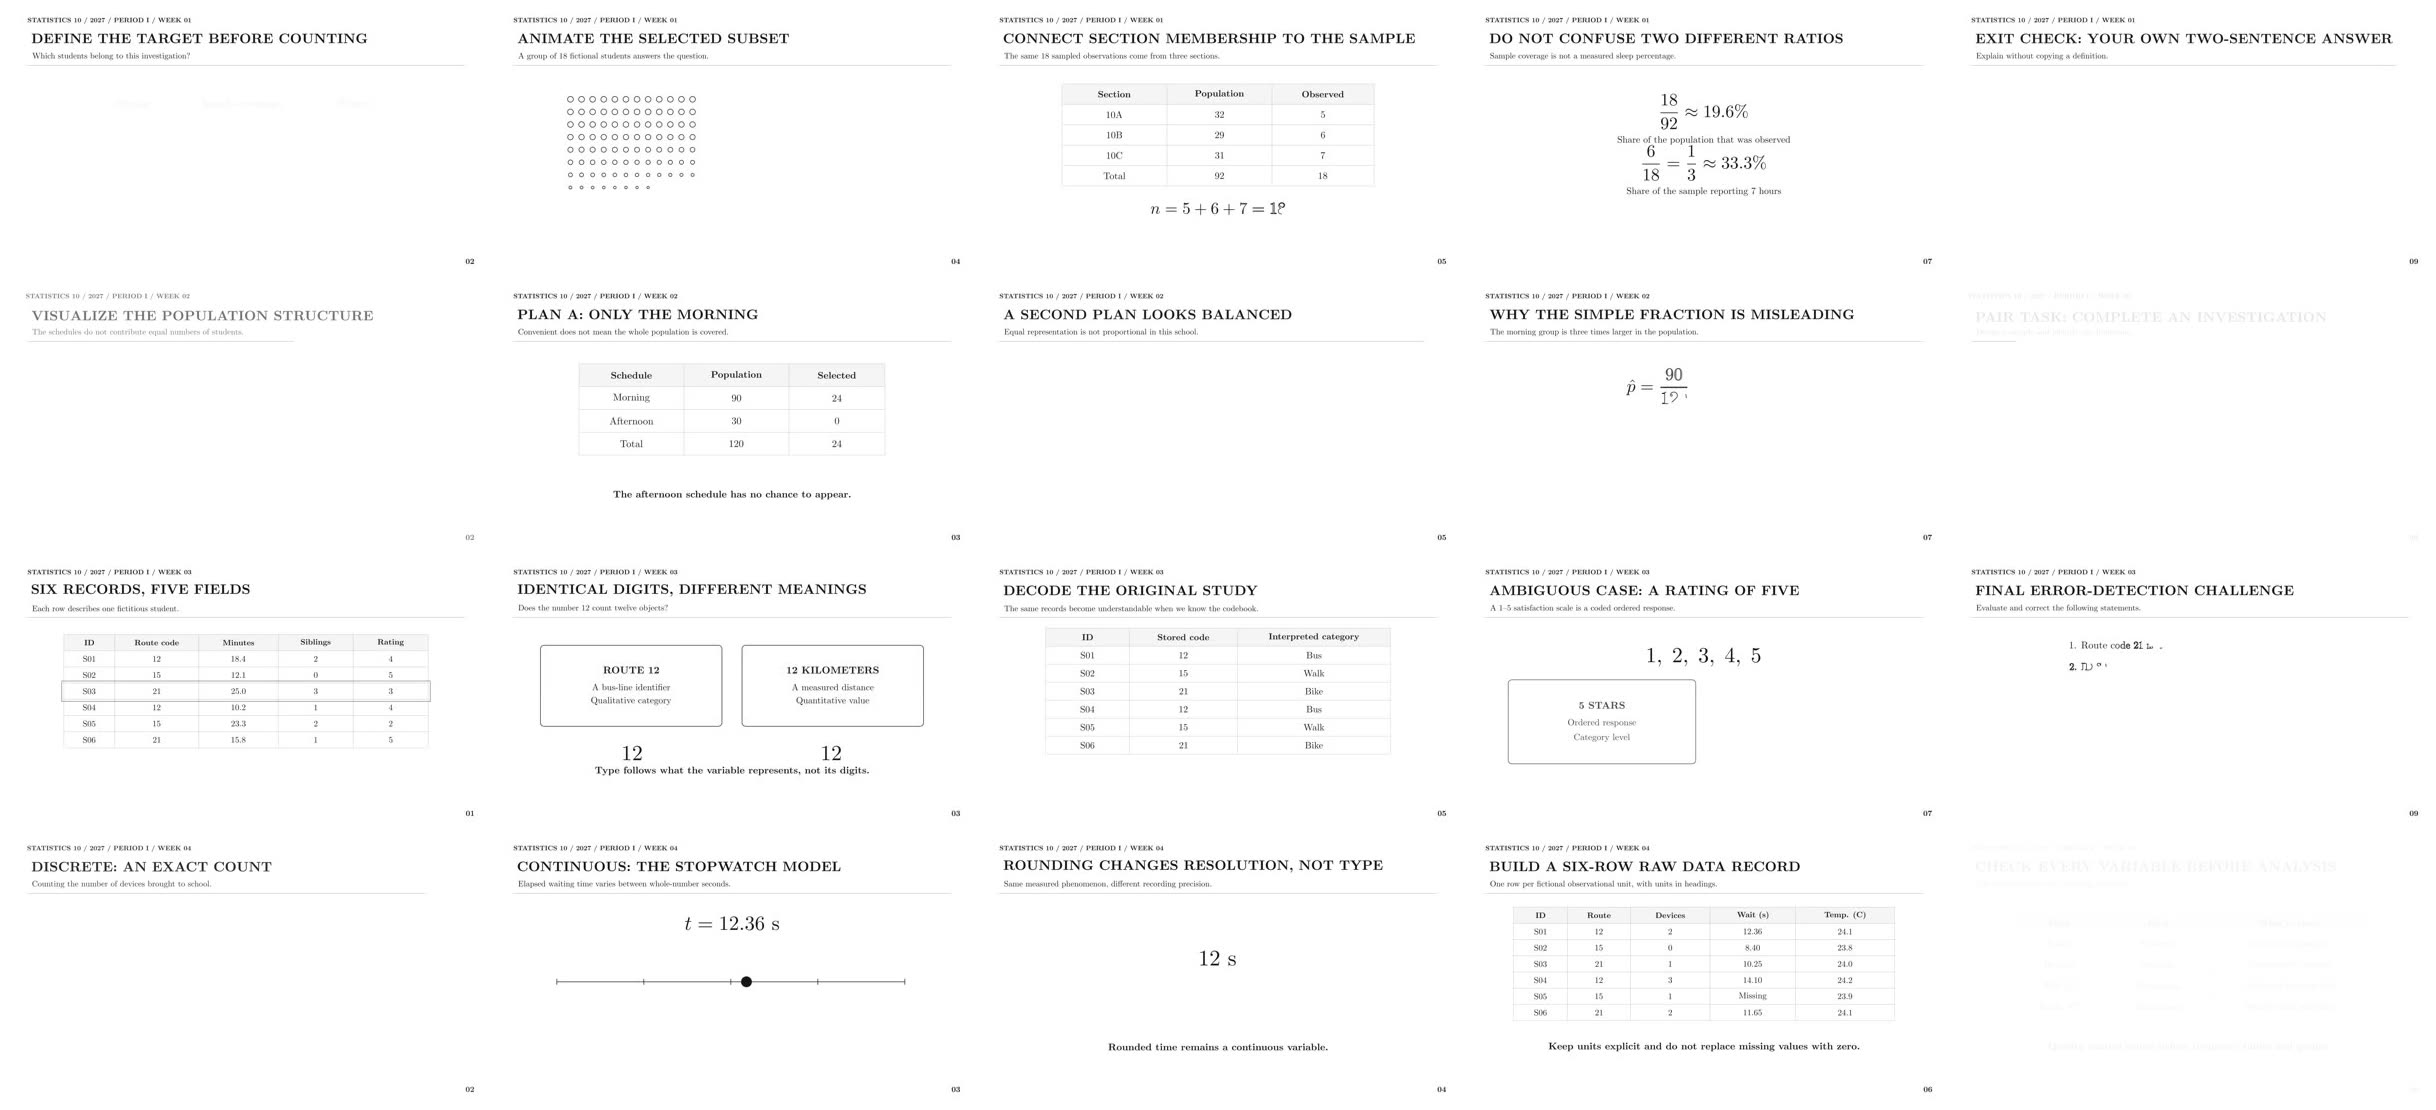 STATISTICS 10 / 2027 / PERIOD I / WEEK 01
DEFINE THE TARGET BEFORE COUNTING
Which students belong to this investigation?
02
STATISTICS 10 / 2027 / PERIOD I / WEEK 01
ANIMATE THE SELECTED SUBSET
A group of 18 fictional students answers the question.
04
STATISTICS 10 / 2027 / PERIOD I / WEEK 01
CONNECT SECTION MEMBERSHIP TO THE SAMPLE
The same 18 sampled observations come from three sections.
Section Population Observed
10A 32 5
10B 29 6
10C 31 7
Total 92 18
n = 5 + 6 + 7 = 18
05
STATISTICS 10 / 2027 / PERIOD I / WEEK 01
DO NOT CONFUSE TWO DIFFERENT RATIOS
Sample coverage is not a measured sleep percentage.
18/92 ≈ 19.6%
Share of the population that was observed
6/18 = 1/3 ≈ 33.3%
Share of the sample reporting 7 hours
07
STATISTICS 10 / 2027 / PERIOD I / WEEK 01
EXIT CHECK: YOUR OWN TWO-SENTENCE ANSWER
Explain without copying a definition.
09
STATISTICS 10 / 2027 / PERIOD I / WEEK 02
VISUALIZE THE POPULATION STRUCTURE
The schedules do not contribute equal numbers of students.
02
STATISTICS 10 / 2027 / PERIOD I / WEEK 02
PLAN A: ONLY THE MORNING
Convenient does not mean the whole population is covered.
Schedule Population Selected
Morning 90 24
Afternoon 30 0
Total 120 24
The afternoon schedule has no chance to appear.
03
STATISTICS 10 / 2027 / PERIOD I / WEEK 02
A SECOND PLAN LOOKS BALANCED
Equal representation is not proportional in this school.
05
STATISTICS 10 / 2027 / PERIOD I / WEEK 02
WHY THE SIMPLE FRACTION IS MISLEADING
The morning group is three times larger in the population.
p̂ = 90
07
PAIR TASK: COMPLETE AN INVESTIGATION
STATISTICS 10 / 2027 / PERIOD I / WEEK 03
SIX RECORDS, FIVE FIELDS
Each row describes one fictitious student.
ID Route code Minutes Siblings Rating
S01 12 18.4 2 4
S02 15 12.1 0 5
S03 21 25.0 3 3
S04 12 10.2 1 4
S05 15 23.3 2 2
S06 21 15.8 1 5
01
STATISTICS 10 / 2027 / PERIOD I / WEEK 03
IDENTICAL DIGITS, DIFFERENT MEANINGS
Does the number 12 count twelve objects?
ROUTE 12
A bus-line identifier
Qualitative category
12 KILOMETERS
A measured distance
Quantitative value
12 12
Type follows what the variable represents, not its digits.
03
STATISTICS 10 / 2027 / PERIOD I / WEEK 03
DECODE THE ORIGINAL STUDY
The same records become understandable when we know the codebook.
ID Stored code Interpreted category
S01 12 Bus
S02 15 Walk
S03 21 Bike
S04 12 Bus
S05 15 Walk
S06 21 Bike
05
STATISTICS 10 / 2027 / PERIOD I / WEEK 03
AMBIGUOUS CASE: A RATING OF FIVE
A 1–5 satisfaction scale is a coded ordered response.
1, 2, 3, 4, 5
5 STARS
Ordered response
Category level
07
STATISTICS 10 / 2027 / PERIOD I / WEEK 03
FINAL ERROR-DETECTION CHALLENGE
Evaluate and correct the following statements.
1. Route code 21
2.
09
STATISTICS 10 / 2027 / PERIOD I / WEEK 04
DISCRETE: AN EXACT COUNT
Counting the number of devices brought to school.
02
STATISTICS 10 / 2027 / PERIOD I / WEEK 04
CONTINUOUS: THE STOPWATCH MODEL
Elapsed waiting time varies between whole-number seconds.
t = 12.36 s
03
STATISTICS 10 / 2027 / PERIOD I / WEEK 04
ROUNDING CHANGES RESOLUTION, NOT TYPE
Same measured phenomenon, different recording precision.
12 s
Rounded time remains a continuous variable.
04
STATISTICS 10 / 2027 / PERIOD I / WEEK 04
BUILD A SIX-ROW RAW DATA RECORD
One row per fictional observational unit, with units in headings.
ID Route Devices Wait (s) Temp. (C)
S01 12 2 12.36 24.1
S02 15 0 8.40 23.8
S03 21 1 10.25 24.0
S04 12 3 14.10 24.2
S05 15 1 Missing 23.9
S06 21 2 11.65 24.1
Keep units explicit and do not replace missing values with zero.
06
CHECK EVERY VARIABLE BEFORE ANALYSIS